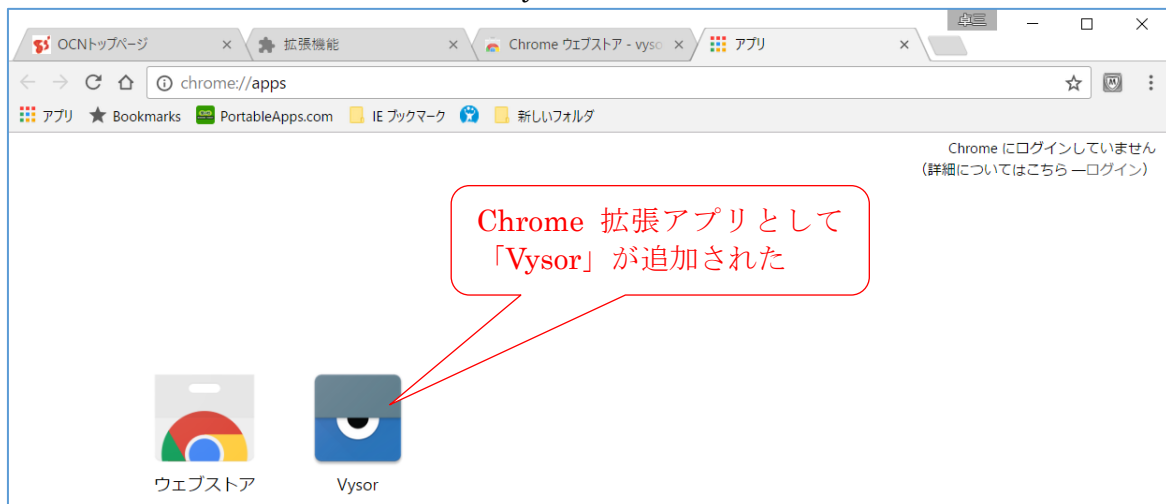 卓三
OCNトップページ
拡張機能
Chrome ウェブストア - vyso
アプリ
chrome://apps
アプリ
Bookmarks
PortableApps.com
IE ブックマーク
新しいフォルダ
Chrome にログインしていません
(詳細についてはこちら ―ログイン)
Chrome 拡張アプリとして
「Vysor」が追加された
ウェブストア
Vysor